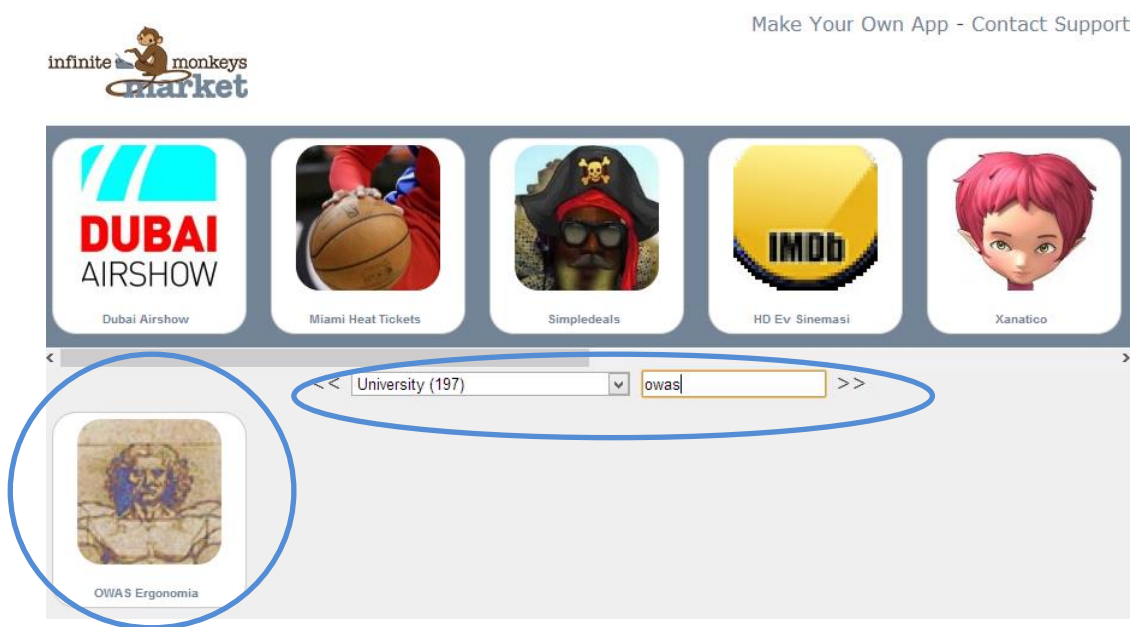 Make Your Own App - Contact Support
infinite monkeys
market
DUBAI
AIRSHOW
IMDb
Dubai Airshow
Miami Heat Tickets
Simpledeals
HD Ev Sineması
Xanatico
<< University (197) owas >>
OWAS Ergonomia